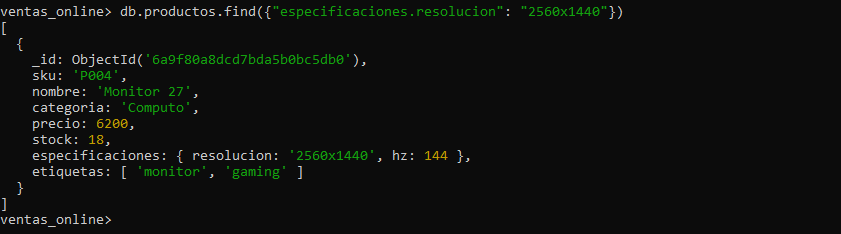 ventas_online> db.productos.find({"especificaciones.resolucion": "2560x1440"})
[
  {
    _id: ObjectId('6a9f80a8dcd7bda5b0bc5db0'),
    sku: 'P004',
    nombre: 'Monitor 27',
    categoria: 'Computo',
    precio: 6200,
    stock: 18,
    especificaciones: { resolucion: '2560x1440', hz: 144 },
    etiquetas: [ 'monitor', 'gaming' ]
  }
]
ventas_online>